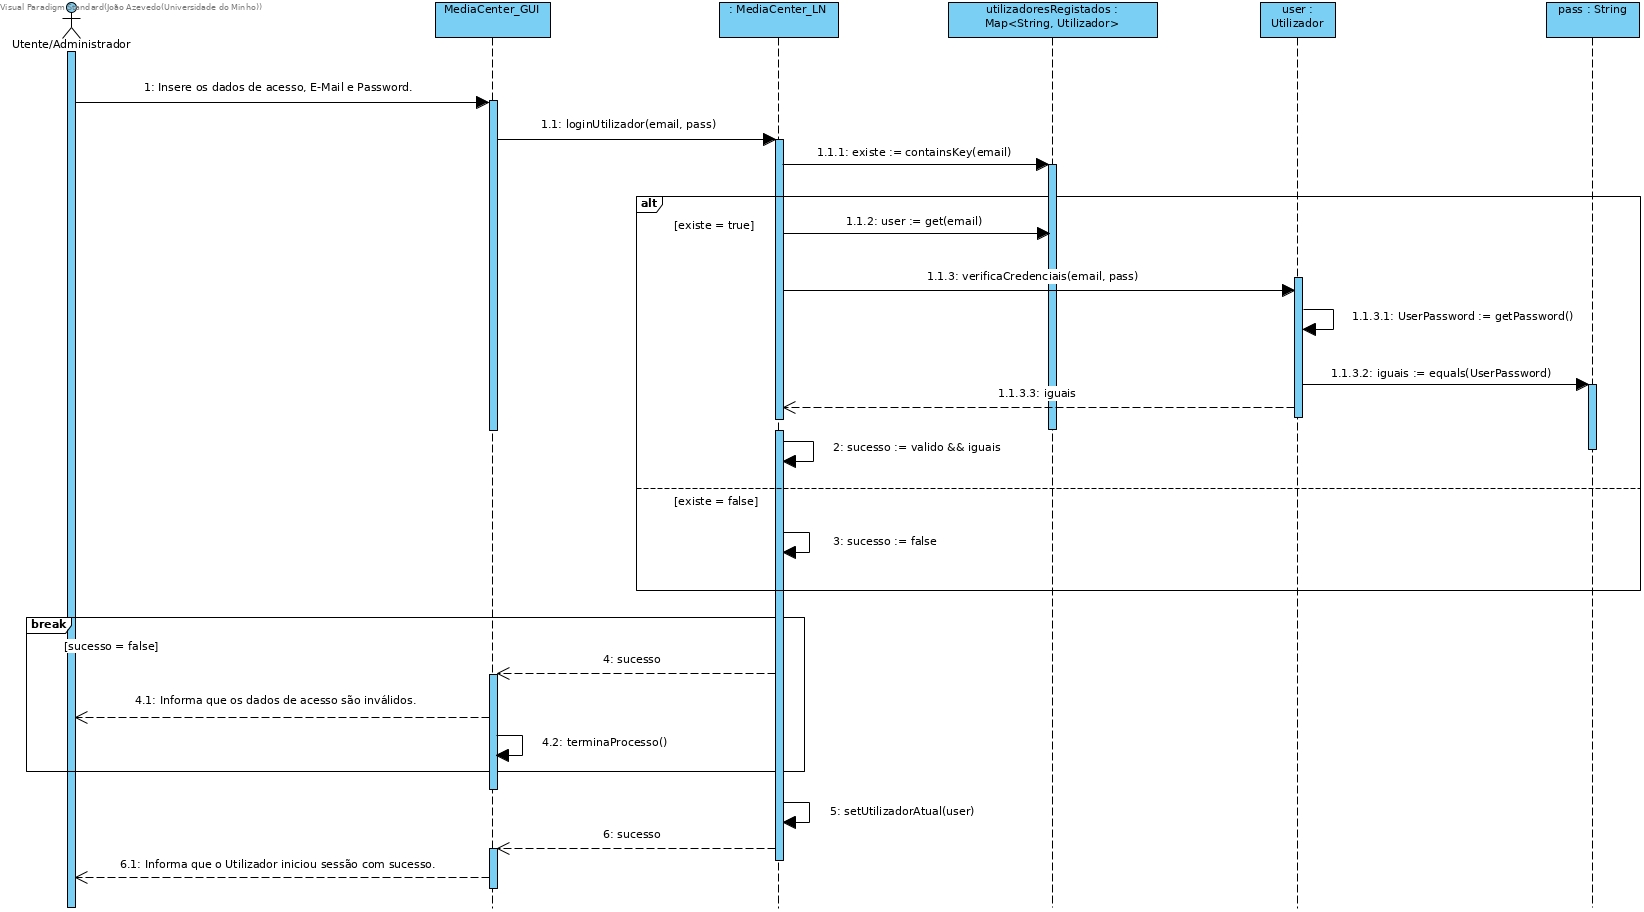 Visual Paradigm Standard(João Azevedo(Universidade do Minho))
Utente/Administrador
MediaCenter_GUI
: MediaCenter_LN
utilizadoresRegistados :
Map<String, Utilizador>
user :
Utilizador
pass : String
1: Insere os dados de acesso, E-Mail e Password.
1.1: loginUtilizador(email, pass)
1.1.1: existe := containsKey(email)
alt
[existe = true]
1.1.2: user := get(email)
1.1.3: verificaCredenciais(email, pass)
1.1.3.1: UserPassword := getPassword()
1.1.3.2: iguais := equals(UserPassword)
1.1.3.3: iguais
2: sucesso := valido && iguais
[existe = false]
3: sucesso := false
break
[sucesso = false]
4: sucesso
4.1: Informa que os dados de acesso são inválidos.
4.2: terminaProcesso()
5: setUtilizadorAtual(user)
6: sucesso
6.1: Informa que o Utilizador iniciou sessão com sucesso.